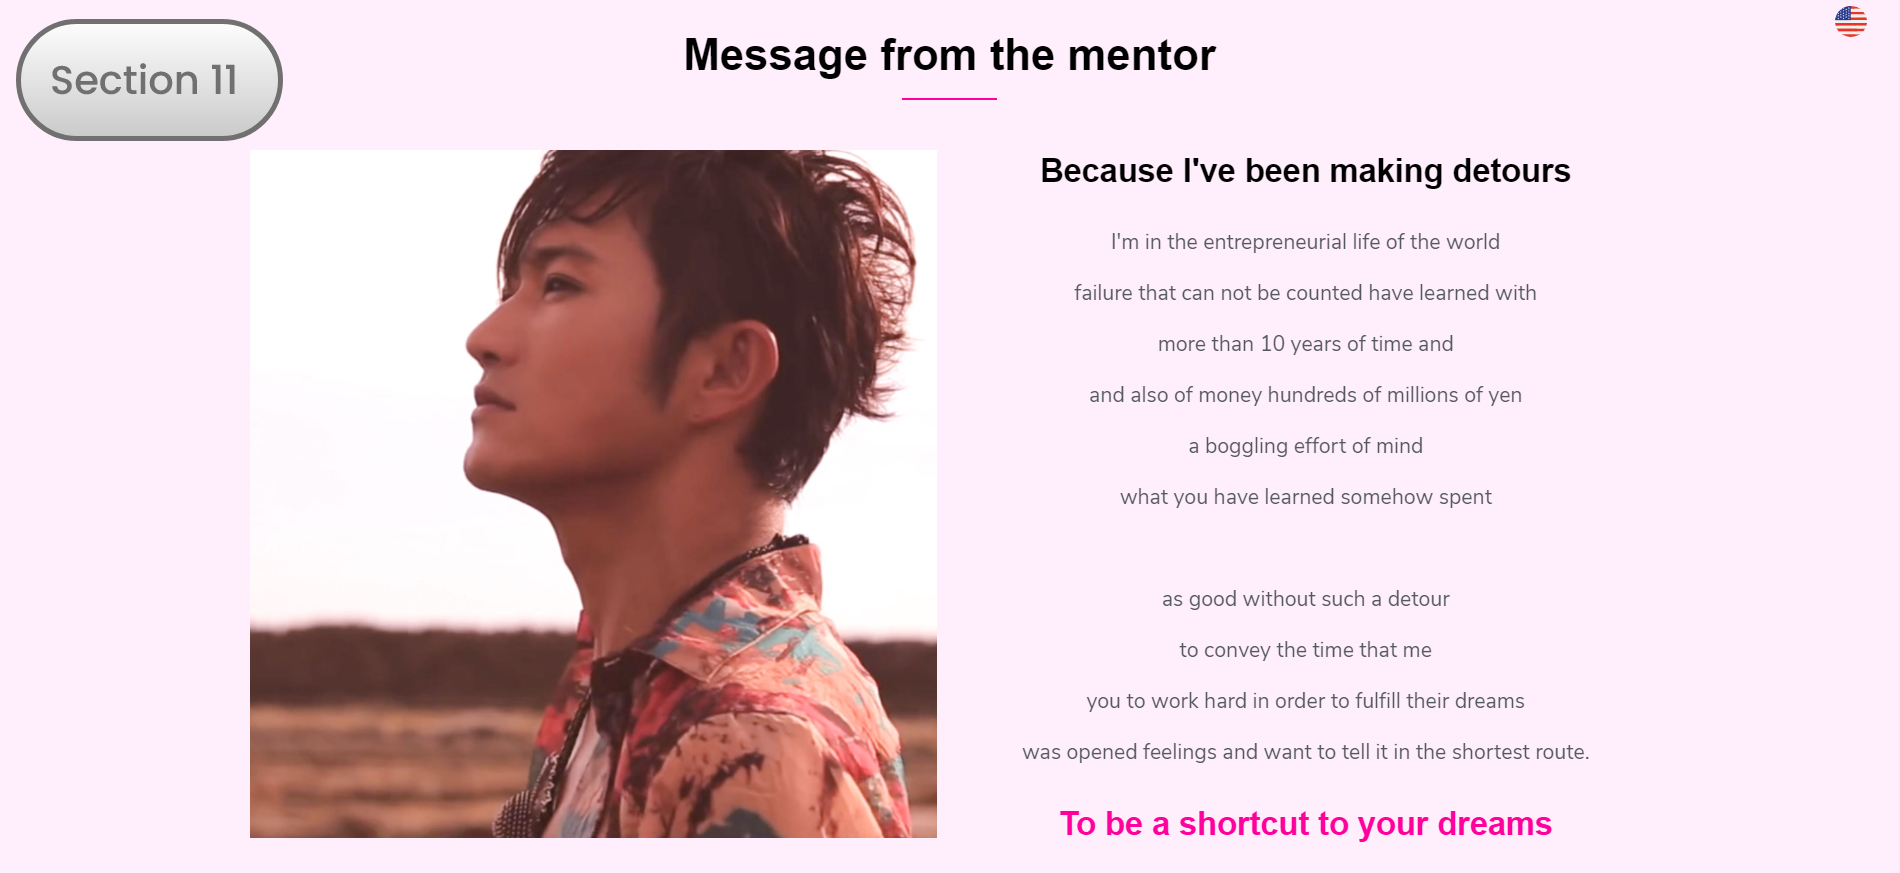 Section 11
Message from the mentor
Because I've been making detours
I'm in the entrepreneurial life of the world
failure that can not be counted have learned with
more than 10 years of time and
and also of money hundreds of millions of yen
a boggling effort of mind
what you have learned somehow spent
as good without such a detour
to convey the time that me
you to work hard in order to fulfill their dreams
was opened feelings and want to tell it in the shortest route.
To be a shortcut to your dreams